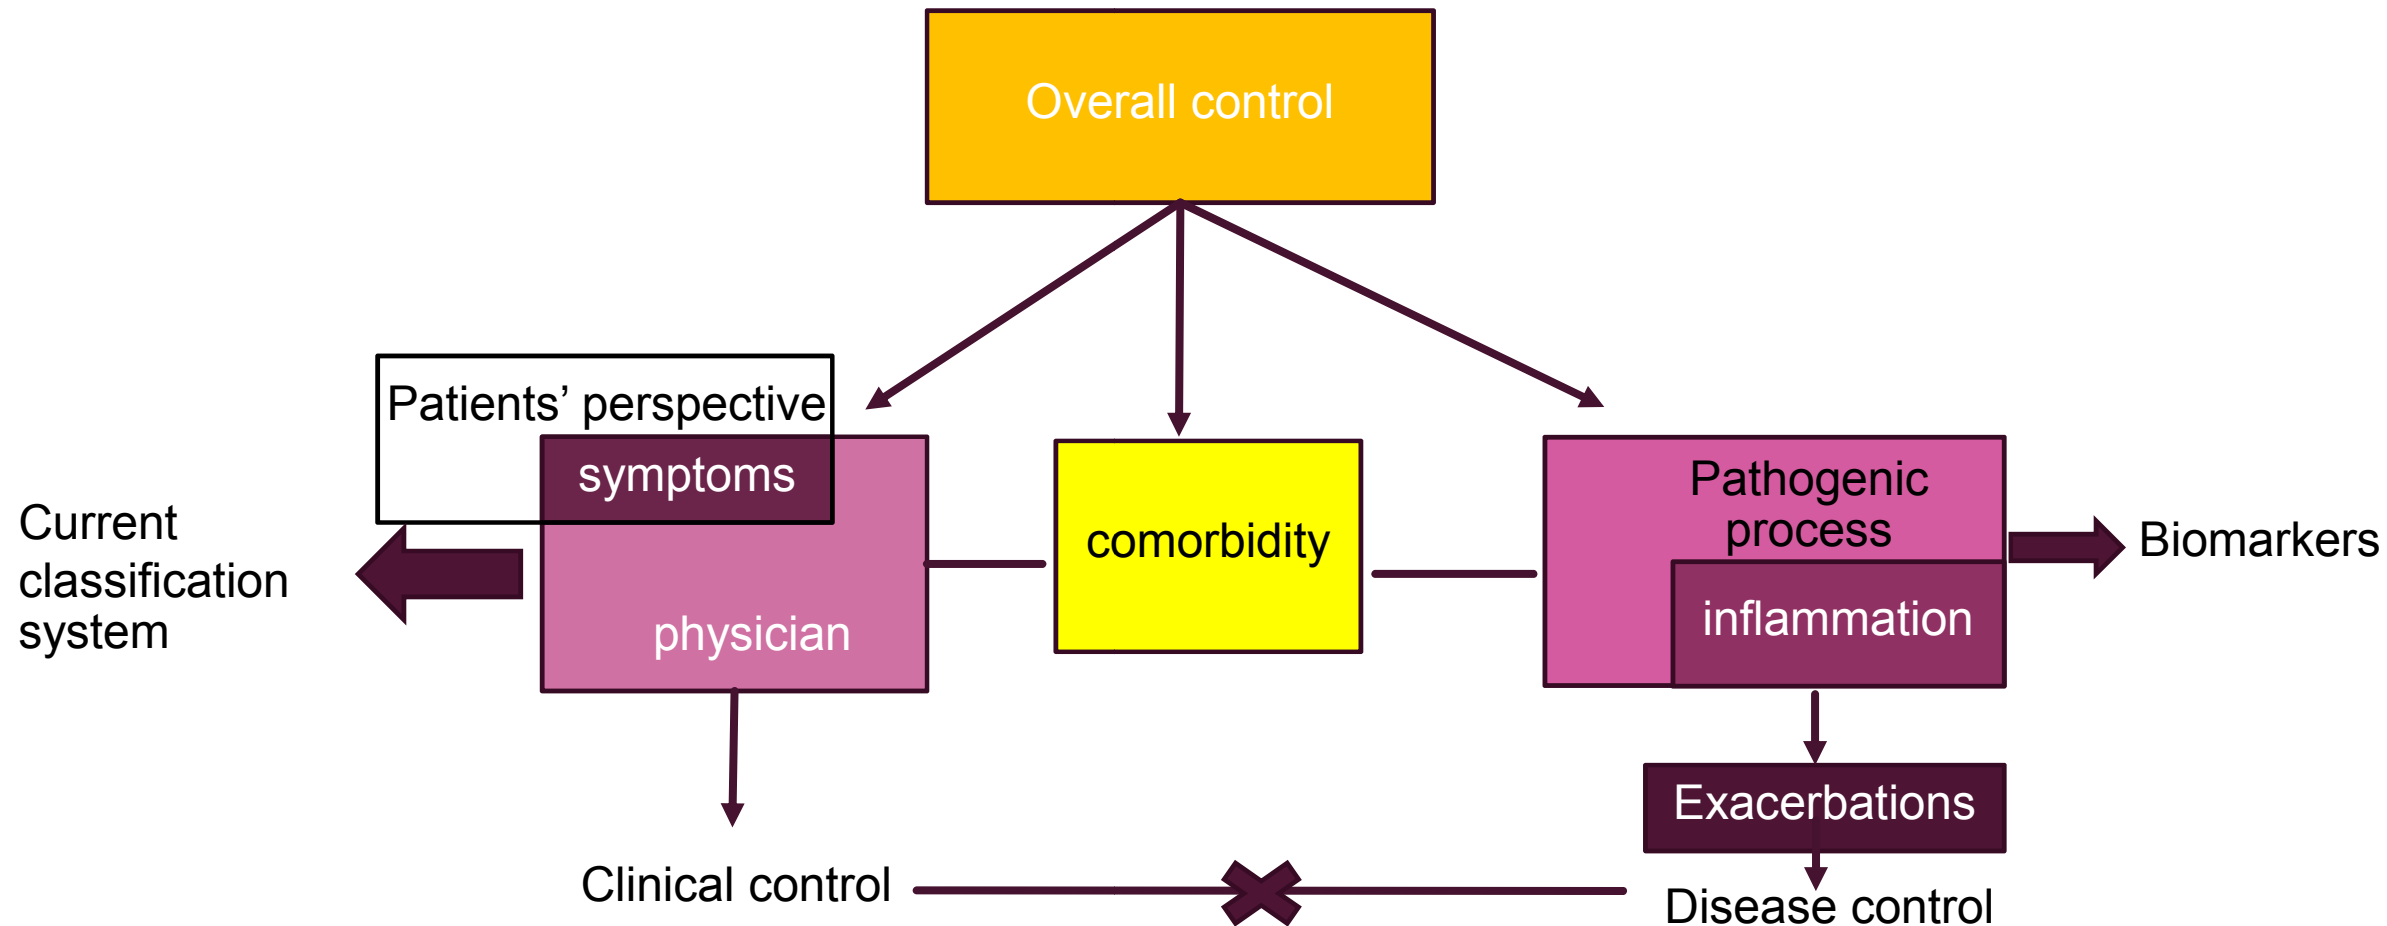 Overall control
Patients’ perspective
symptoms
physician
Current
classification
system
comorbidity
Pathogenic
process
inflammation
Biomarkers
Exacerbations
Clinical control
Disease control